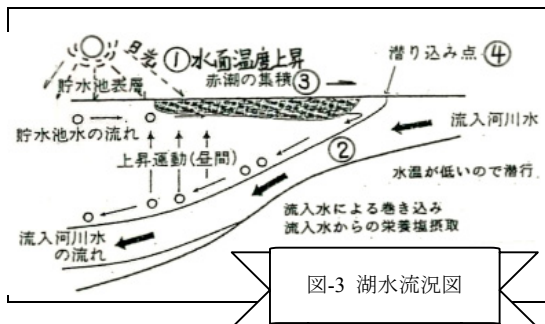 日光
①水面温度上昇
赤潮の集積③
潜り込み点④
貯水池表層
流入河川水
貯水池水の流れ
②
上昇運動(昼間)
水温が低いので潜行
流入水による巻き込み
流入水からの栄養塩摂取
流入河川水
の流れ
図-3 湖水流況図